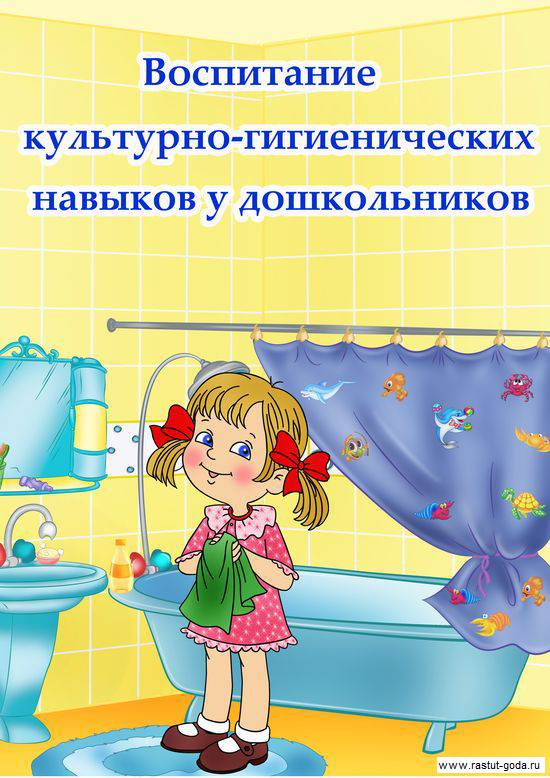 Воспитание
культурно-гигиенических
навыков у дошкольников
www.rastut-goda.ru